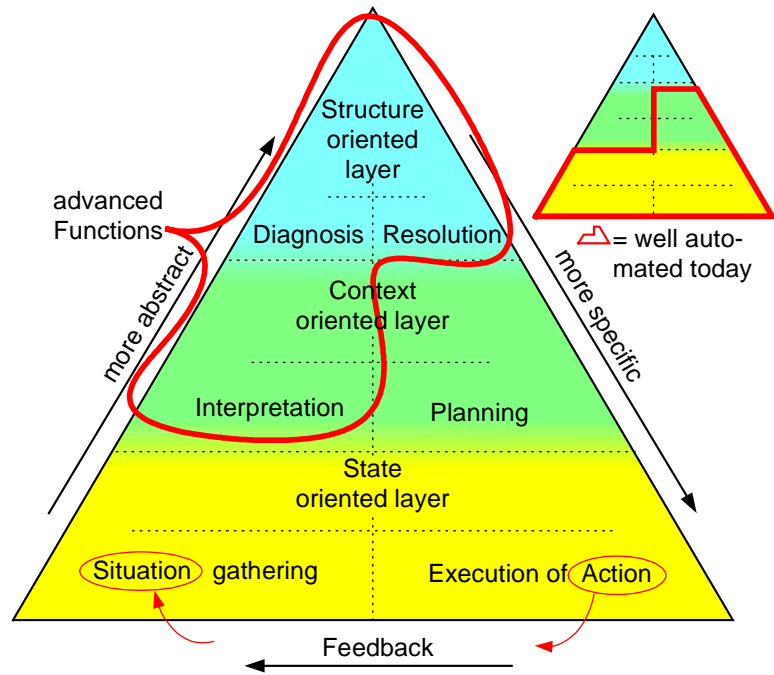 Structure
oriented
layer
advanced
Functions
Diagnosis
Resolution
= well auto-
mated today
more abstract
more specific
Context
oriented layer
Interpretation
Planning
State
oriented layer
Situation gathering
Execution of Action
Feedback